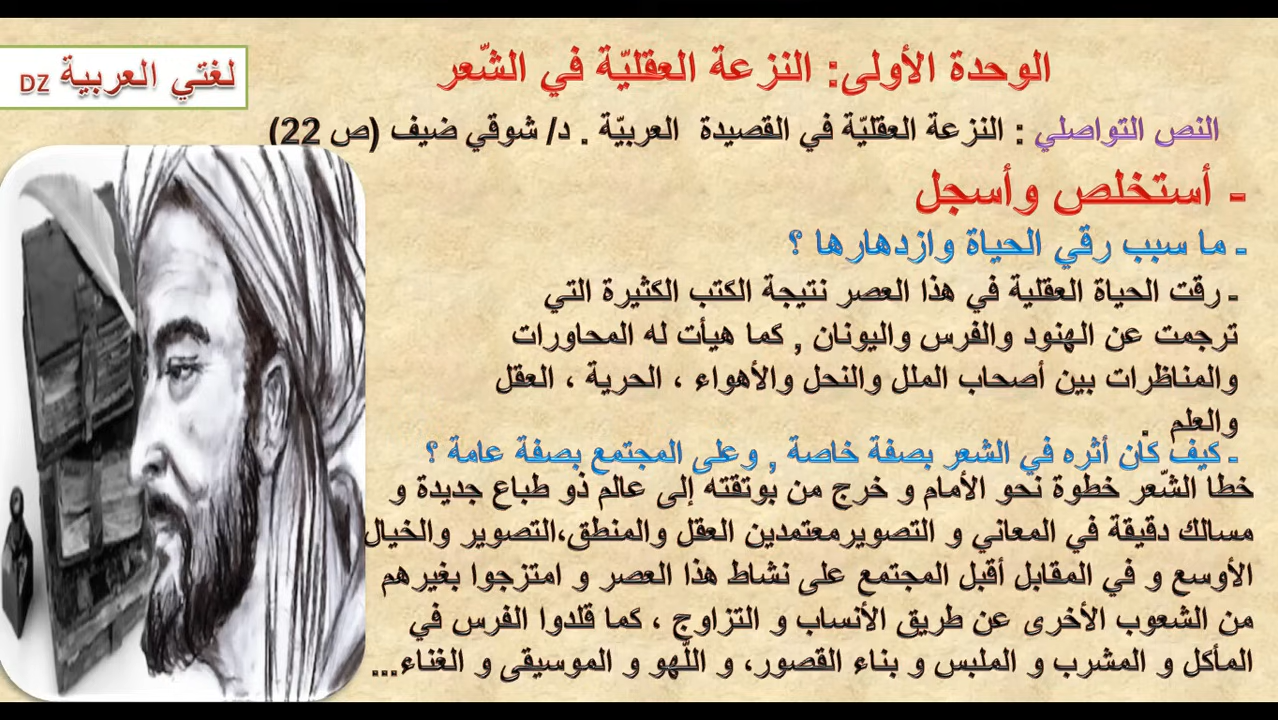 لغتي العربية DZ
الوحدة الأولى: النزعة العقليّة في الشّعر
النص التواصلي : النزعة العقليّة في القصيدة العربيّة . د/ شوقي ضيف (ص 22)
- أستخلص وأسجل
- ما سبب رقي الحياة وازدهارها ؟
- رقت الحياة العقلية في هذا العصر نتيجة الكتب الكثيرة التي
ترجمت عن الهنود والفرس واليونان , كما هيأت له المحاورات
والمناظرات بين أصحاب الملل والنحل والأهواء ، الحرية ، العقل
والعلم .
- كيف كان أثره في الشعر بصفة خاصة , وعلى المجتمع بصفة عامة ؟
خطا الشّعر خطوة نحو الأمام و خرج من بوتقته إلى عالم ذو طباع جديدة و
مسالك دقيقة في المعاني و التصويرمعتمدين العقل والمنطق،التصوير والخيال
الأوسع و في المقابل أقبل المجتمع على نشاط هذا العصر و امتزجوا بغيرهم
من الشعوب الأخرى عن طريق الأنساب و التزاوج ، كما قلدوا الفرس في
المأكل و المشرب و الملبس و بناء القصور، و اللّهو و الموسيقى و الغناء...